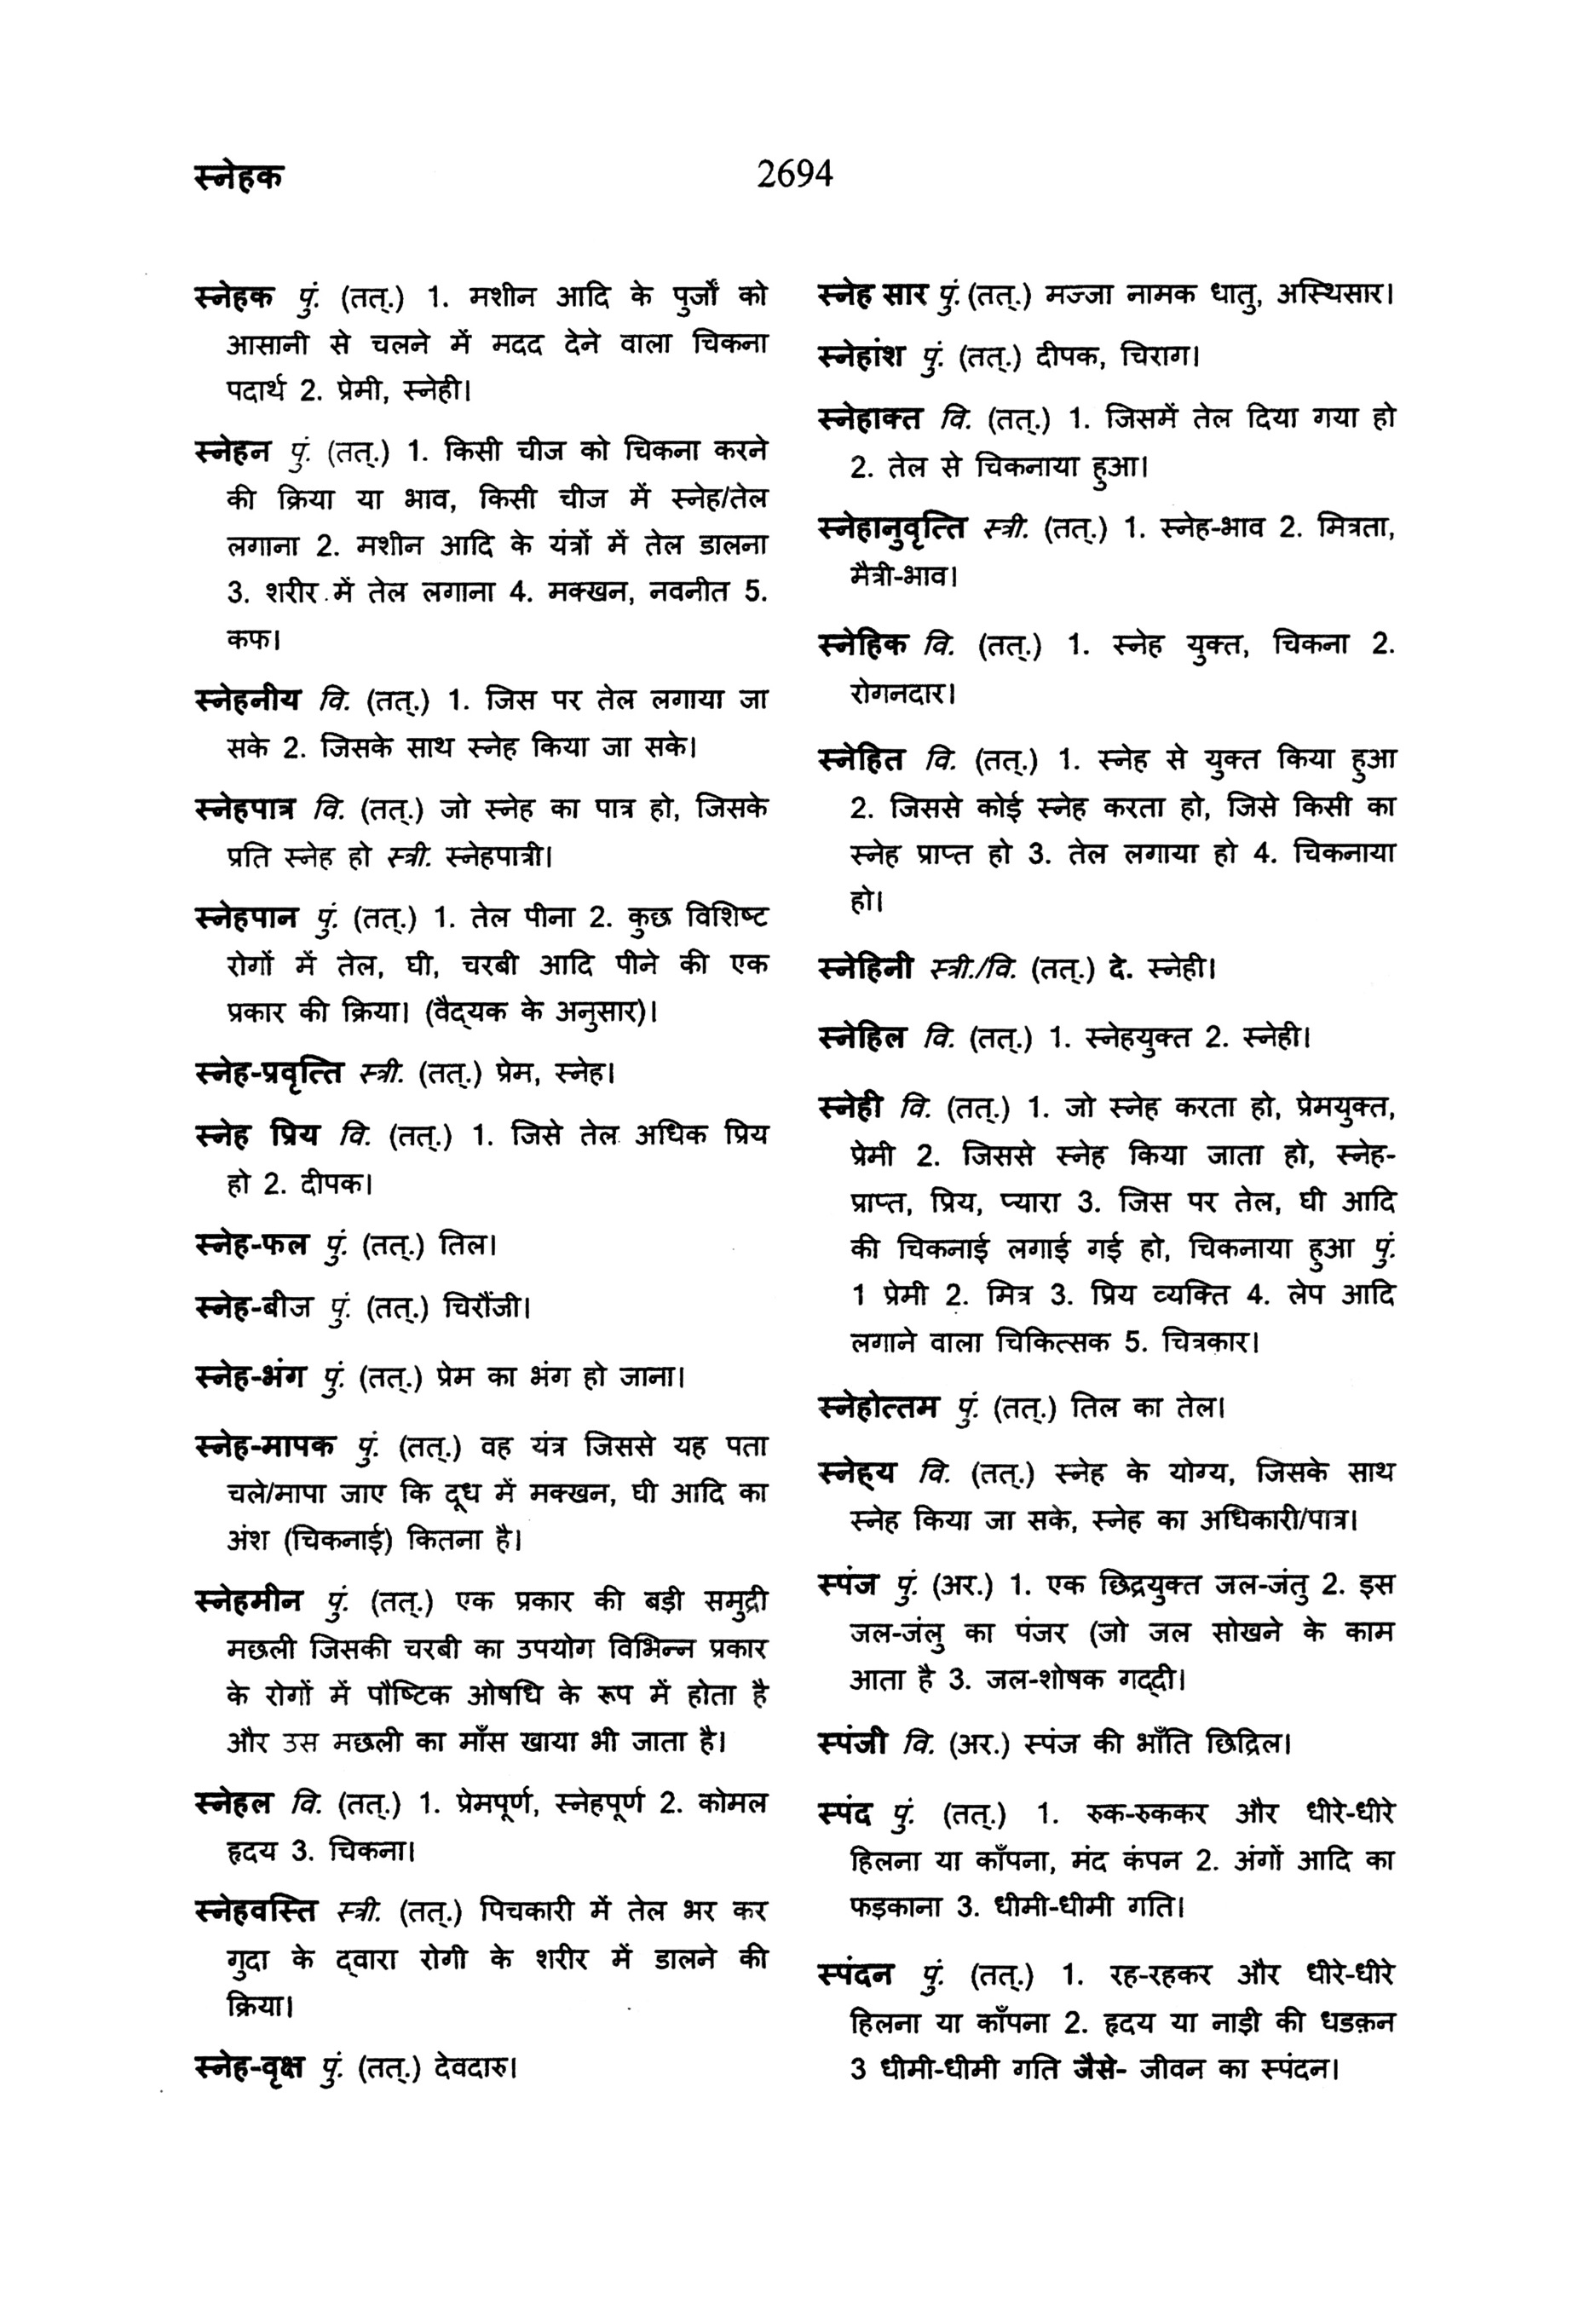 स्नेहक
2694
स्नेहक पुं. (तत्.) 1. मशीन आदि के पुर्जों को
आसानी से चलने में मदद देने वाला चिकना
पदार्थ 2. प्रेमी, स्नेही।
स्नेहन पुं. (तत्.) 1. किसी चीज को चिकना करने
की क्रिया या भाव, किसी चीज में स्नेह/तेल
लगाना 2. मशीन आदि के यंत्रों में तेल डालना
3. शरीर में तेल लगाना 4. मक्खन, नवनीत 5.
कफ।
स्नेहनीय वि. (तत्.) 1. जिस पर तेल लगाया जा
सके 2. जिसके साथ स्नेह किया जा सके।
स्नेहपात्र वि. (तत्.) जो स्नेह का पात्र हो, जिसके
प्रति स्नेह हो स्त्री. स्नेहपात्री।
स्नेहपान पुं. (तत्.) 1. तेल पीना 2. कुछ विशिष्ट
रोगों में तेल, घी, चरबी आदि पीने की एक
प्रकार की क्रिया। (वैद्‌यक के अनुसार)।
स्नेह-प्रवृत्ति स्त्री. (तत्.) प्रेम, स्नेह।
स्नेह प्रिय वि. (तत्.) 1. जिसे तेल अधिक प्रिय
हो 2. दीपक।
स्नेह-फल पुं. (तत्.) तिल।
स्नेह-बीज पुं. (तत्.) चिरौंजी।
स्नेह-भंग पुं. (तत्.) प्रेम का भंग हो जाना।
स्नेह-मापक पुं. (तत्.) वह यंत्र जिससे यह पता
चले/मापा जाए कि दूध में मक्खन, घी आदि का
अंश (चिकनाई) कितना है।
स्नेहमीन पुं. (तत्.) एक प्रकार की बड़ी समुद्री
मछली जिसकी चरबी का उपयोग विभिन्न प्रकार
के रोगों में पौष्टिक ओषधि के रूप में होता है
और उस मछली का माँस खाया भी जाता है।
स्नेहल वि. (तत्.) 1. प्रेमपूर्ण, स्नेहपूर्ण 2. कोमल
हृदय 3. चिकना।
स्नेहवस्ति स्त्री. (तत्.) पिचकारी में तेल भर कर
गुदा के द्‌वारा रोगी के शरीर में डालने की
क्रिया।
स्नेह-वृक्ष पुं. (तत्.) देवदारु।
स्नेह सार पुं. (तत्.) मज्जा नामक धातु, अस्थिसार।
स्नेहांश पुं. (तत्.) दीपक, चिराग।
स्नेहाक्त वि. (तत्.) 1. जिसमें तेल दिया गया हो
2. तेल से चिकनाया हुआ।
स्नेहानुवृत्ति स्त्री. (तत्.) 1. स्नेह-भाव 2. मित्रता,
मैत्री-भाव।
स्नेहिक वि. (तत्.) 1. स्नेह युक्त, चिकना 2.
रोगनदार।
स्नेहित वि. (तत्.) 1. स्नेह से युक्त किया हुआ
2. जिससे कोई स्नेह करता हो, जिसे किसी का
स्नेह प्राप्त हो 3. तेल लगाया हो 4. चिकनाया
हो।
स्नेहिनी स्त्री./वि. (तत्.) दे. स्नेही।
स्नेहिल वि. (तत्.) 1. स्नेहयुक्त 2. स्नेही।
स्नेही वि. (तत्.) 1. जो स्नेह करता हो, प्रेमयुक्त,
प्रेमी 2. जिससे स्नेह किया जाता हो, स्नेह-
प्राप्त, प्रिय, प्यारा 3. जिस पर तेल, घी आदि
की चिकनाई लगाई गई हो, चिकनाया हुआ पुं.
1 प्रेमी 2. मित्र 3. प्रिय व्यक्ति 4. लेप आदि
लगाने वाला चिकित्सक 5. चित्रकार।
स्नेहोत्तम पुं. (तत्.) तिल का तेल।
स्नेह्‌य वि. (तत्.) स्नेह के योग्य, जिसके साथ
स्नेह किया जा सके, स्नेह का अधिकारी/पात्र।
स्पंज पुं. (अर.) 1. एक छिद्रयुक्त जल-जंतु 2. इस
जल-जंलु का पंजर (जो जल सोखने के काम
आता है 3. जल-शोषक गद्‌दी।
स्पंजी वि. (अर.) स्पंज की भाँति छिद्रिल।
स्पंद पुं. (तत्.) 1. रुक-रुककर और धीरे-धीरे
हिलना या काँपना, मंद कंपन 2. अंगों आदि का
फड़काना 3. धीमी-धीमी गति।
स्पंदन पुं. (तत्.) 1. रह-रहकर और धीरे-धीरे
हिलना या काँपना 2. हृदय या नाड़ी की धडक़न
3 धीमी-धीमी गति जैसे- जीवन का स्पंदन।